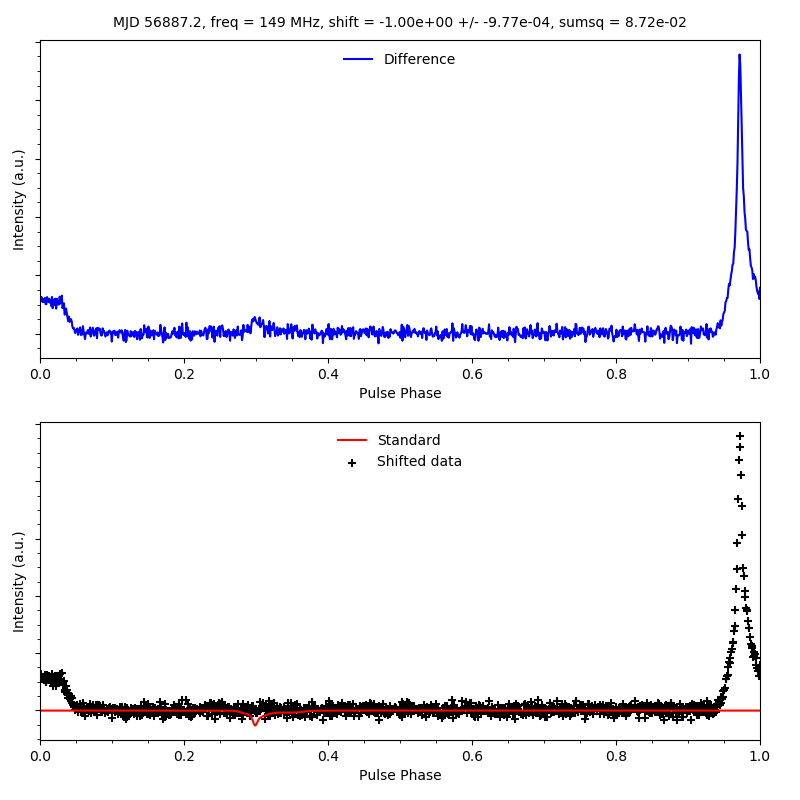 MJD 56887.2, freq = 149 MHz, shift = -1.00e+00 +/- -9.77e-04, sumsq = 8.72e-02
Difference
Intensity (a.u.)
0.0 0.2 0.4 0.6 0.8 1.0
Pulse Phase
Standard
Shifted data
Intensity (a.u.)
0.0 0.2 0.4 0.6 0.8 1.0
Pulse Phase